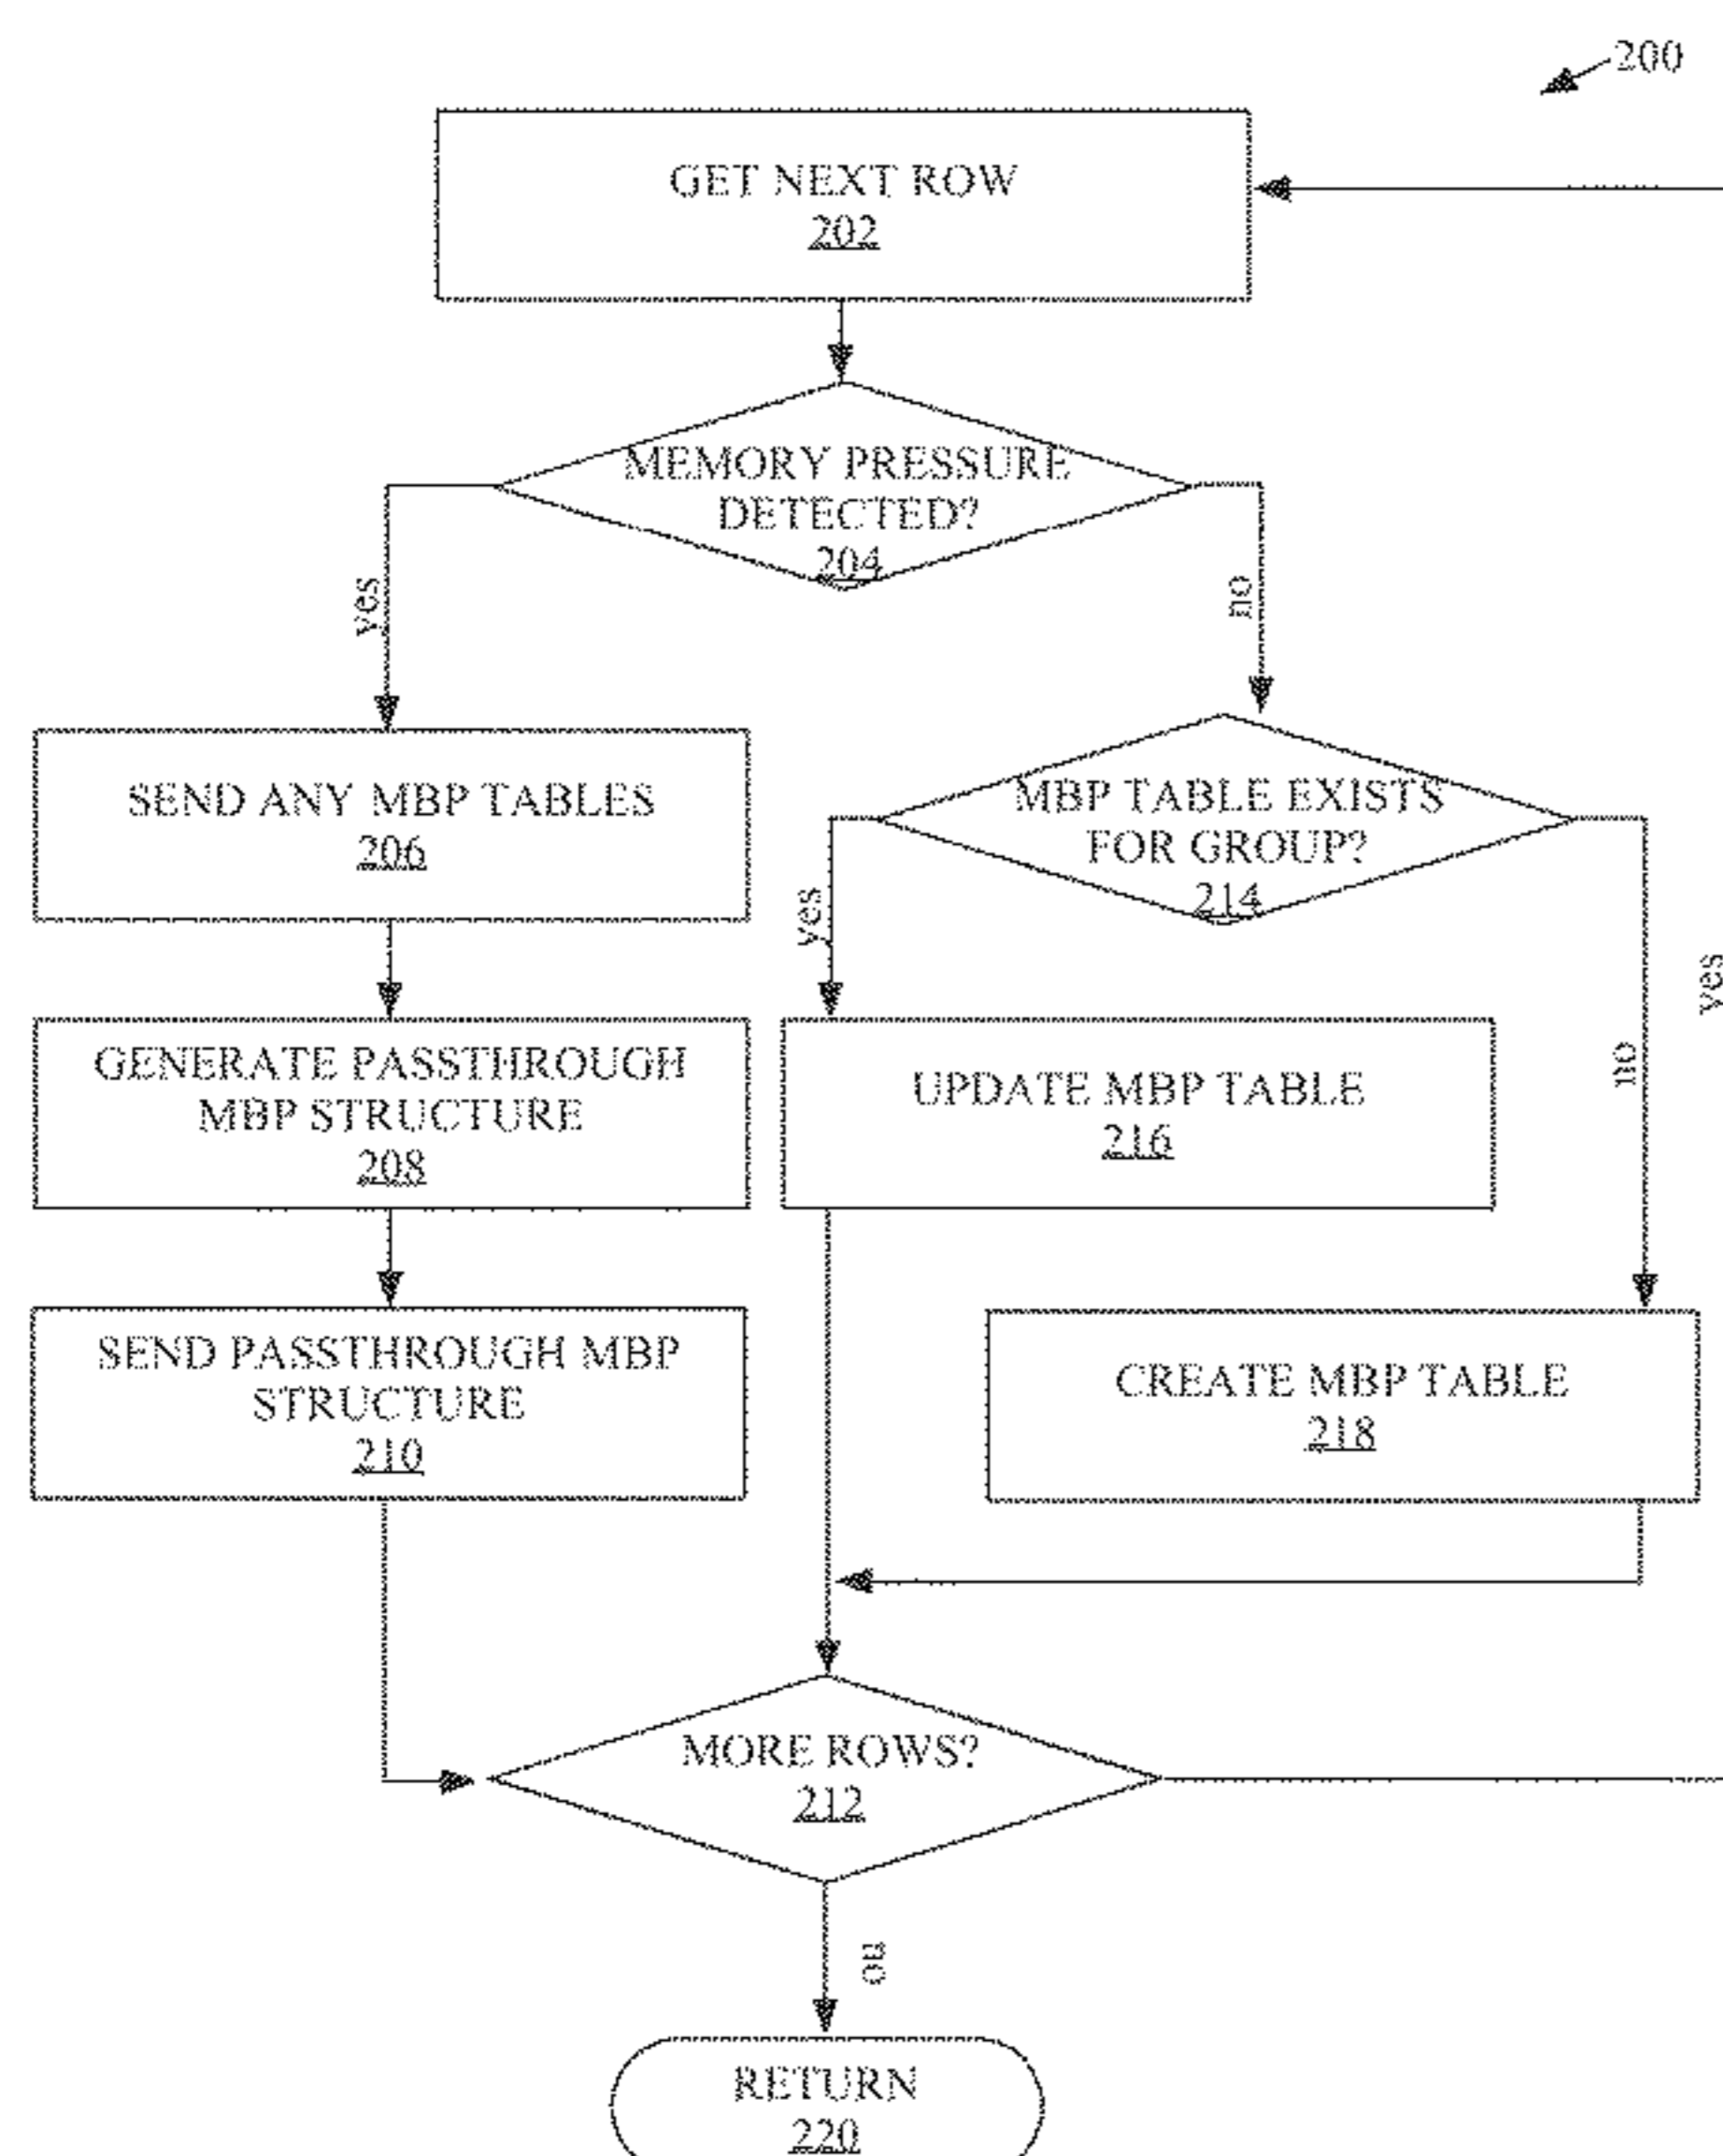 200
GET NEXT ROW
202
MEMORY PRESSURE
DETECTED?
204
yes
no
SEND ANY MBP TABLES
206
MBP TABLE EXISTS
FOR GROUP?
214
yes
no
yes
GENERATE PASSTHROUGH
MBP STRUCTURE
208
UPDATE MBP TABLE
216
SEND PASSTHROUGH MBP
STRUCTURE
210
CREATE MBP TABLE
218
MORE ROWS?
212
no
RETURN
220